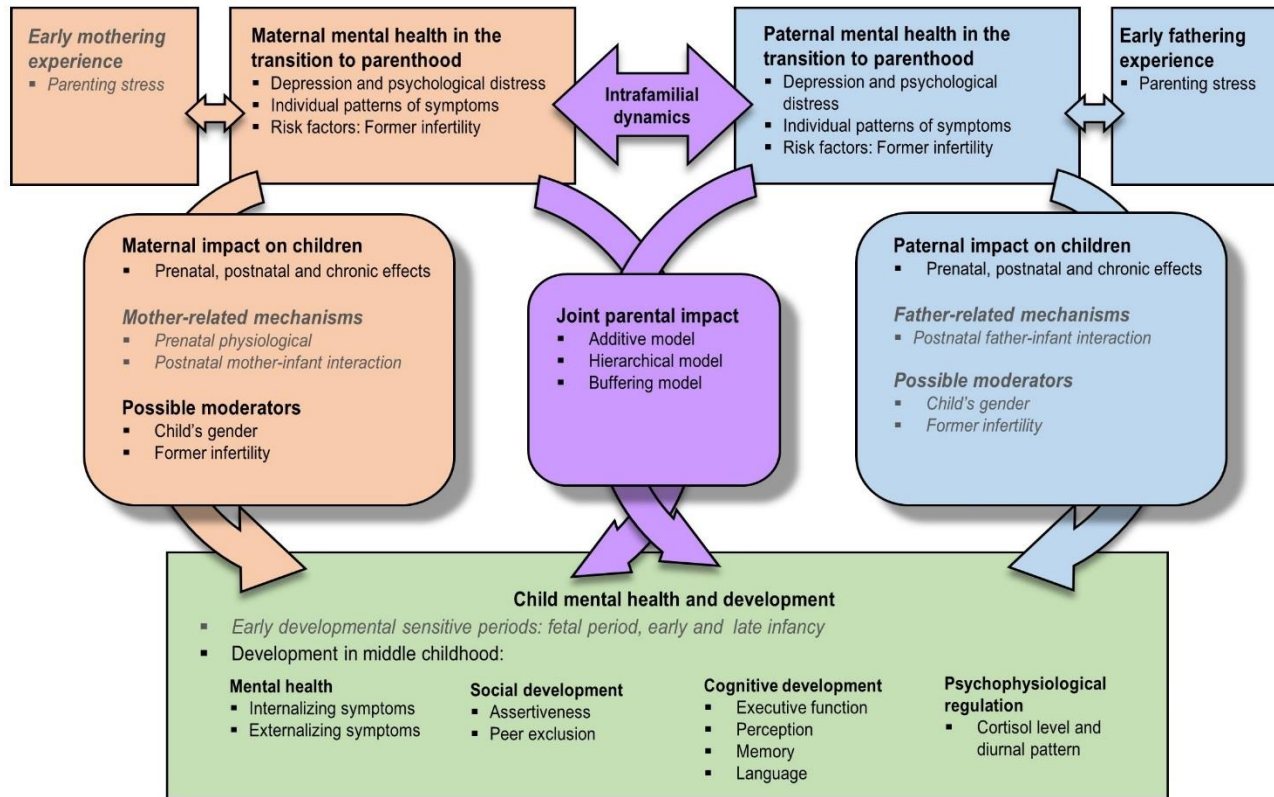 Early mothering
experience
▪ Parenting stress
Maternal mental health in the
transition to parenthood
▪ Depression and psychological distress
▪ Individual patterns of symptoms
▪ Risk factors: Former infertility
Intrafamilial
dynamics
Paternal mental health in the
transition to parenthood
▪ Depression and psychological
distress
▪ Individual patterns of symptoms
▪ Risk factors: Former infertility
Early fathering
experience
▪ Parenting stress
Maternal impact on children
▪ Prenatal, postnatal and chronic effects
Mother-related mechanisms
▪ Prenatal physiological
▪ Postnatal mother-infant interaction
Possible moderators
▪ Child's gender
▪ Former infertility
Joint parental impact
▪ Additive model
▪ Hierarchical model
▪ Buffering model
Paternal impact on children
▪ Prenatal, postnatal and chronic effects
Father-related mechanisms
▪ Postnatal father-infant interaction
Possible moderators
▪ Child's gender
▪ Former infertility
Child mental health and development
▪ Early developmental sensitive periods: fetal period, early and late infancy
▪ Development in middle childhood:
Mental health
▪ Internalizing symptoms
▪ Externalizing symptoms
Social development
▪ Assertiveness
▪ Peer exclusion
Cognitive development
▪ Executive function
▪ Perception
▪ Memory
▪ Language
Psychophysiological
regulation
▪ Cortisol level and
diurnal pattern